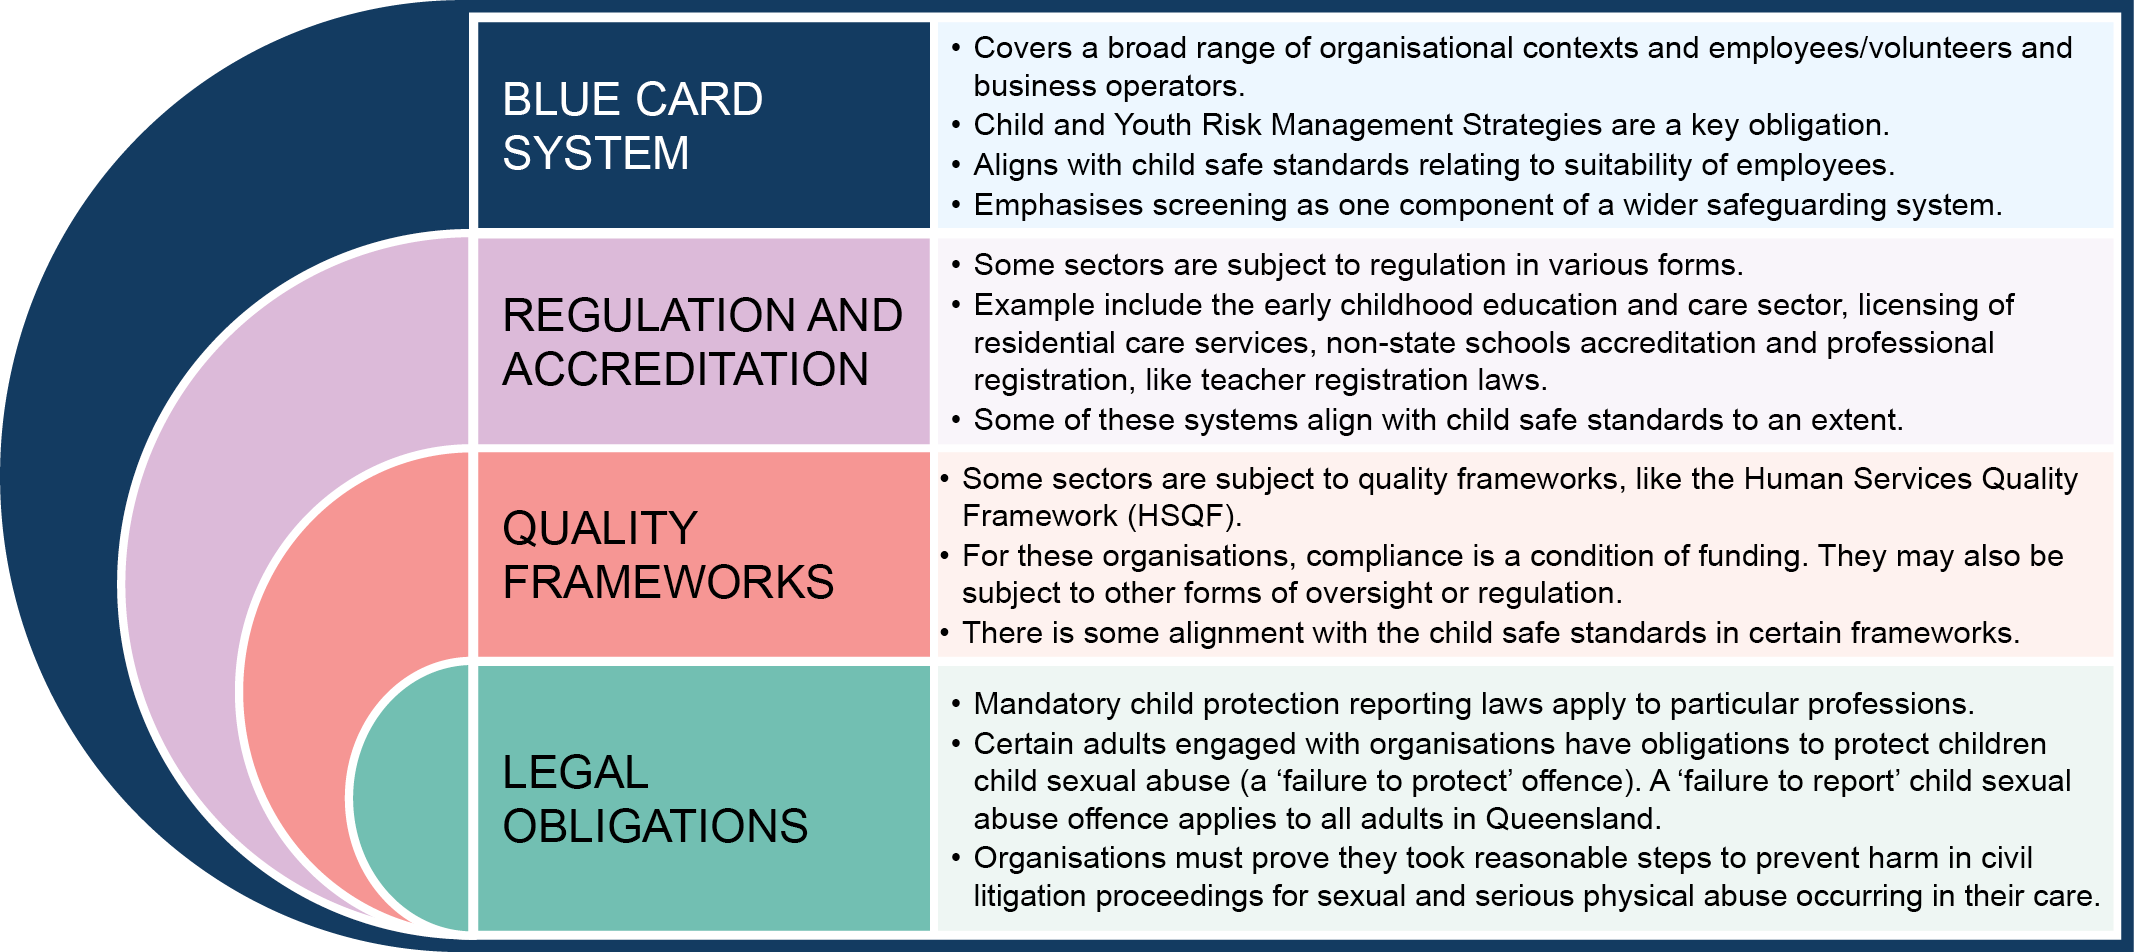 BLUE CARD
SYSTEM
• Covers a broad range of organisational contexts and employees/volunteers and
business operators.
• Child and Youth Risk Management Strategies are a key obligation.
• Aligns with child safe standards relating to suitability of employees.
• Emphasises screening as one component of a wider safeguarding system.
REGULATION AND
ACCREDITATION
• Some sectors are subject to regulation in various forms.
• Example include the early childhood education and care sector, licensing of
residential care services, non-state schools accreditation and professional
registration, like teacher registration laws.
• Some of these systems align with child safe standards to an extent.
QUALITY
FRAMEWORKS
• Some sectors are subject to quality frameworks, like the Human Services Quality
Framework (HSQF).
• For these organisations, compliance is a condition of funding. They may also be
subject to other forms of oversight or regulation.
• There is some alignment with the child safe standards in certain frameworks.
LEGAL
OBLIGATIONS
• Mandatory child protection reporting laws apply to particular professions.
• Certain adults engaged with organisations have obligations to protect children
child sexual abuse (a ‘failure to protect’ offence). A ‘failure to report’ child sexual
abuse offence applies to all adults in Queensland.
• Organisations must prove they took reasonable steps to prevent harm in civil
litigation proceedings for sexual and serious physical abuse occurring in their care.